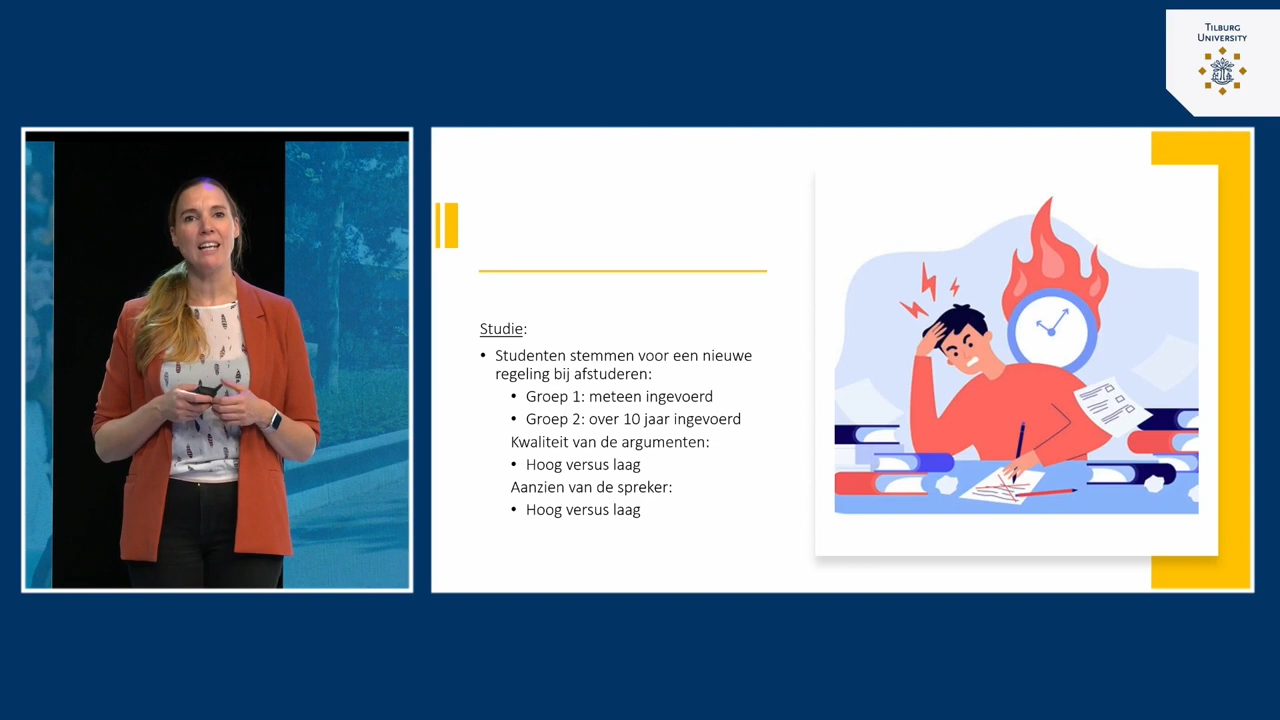 TILBURG
UNIVERSITY
Studie:
• Studenten stemmen voor een nieuwe
regeling bij afstuderen:
• Groep 1: meteen ingevoerd
• Groep 2: over 10 jaar ingevoerd
Kwaliteit van de argumenten:
• Hoog versus laag
Aanzien van de spreker:
• Hoog versus laag